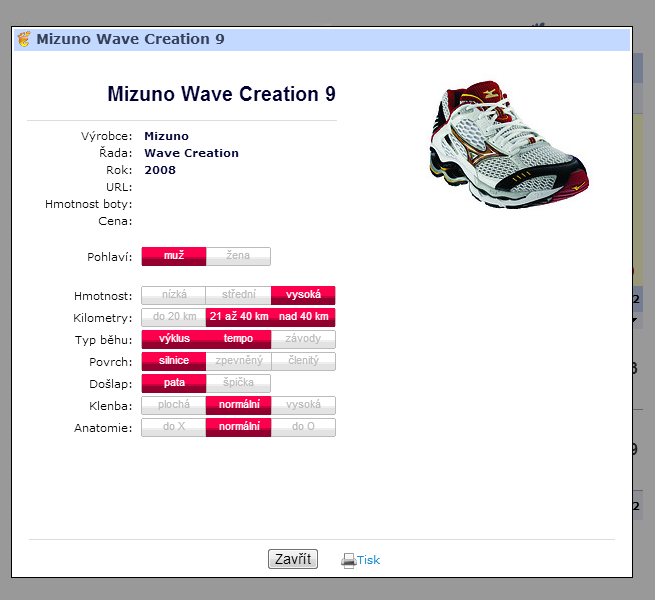 Mizuno Wave Creation 9
Mizuno Wave Creation 9
Výrobce: Mizuno
Řada: Wave Creation
Rok: 2008
URL:
Hmotnost boty:
Cena:
Pohlaví: muž žena
Hmotnost: nízká střední vysoká
Kilometry: do 20 km 21 až 40 km nad 40 km
Typ běhu: výklus tempo závody
Povrch: silnice zpevněný členitý
Došlap: pata špička
Klenba: plochá normální vysoká
Anatomie: do X normální do O
Zavřít Tisk